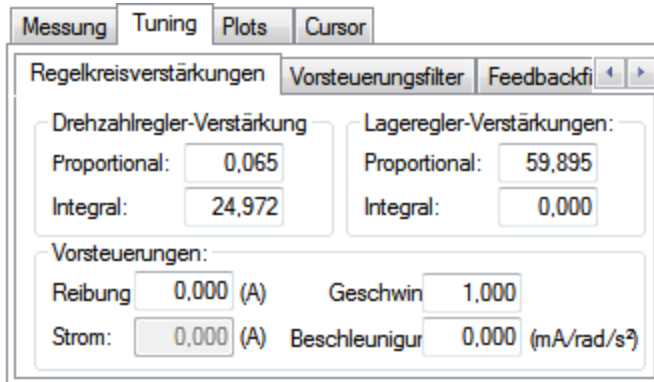 Messung Tuning Plots Cursor
Regelkreisverstärkungen Vorsteuerungsfilter Feedbackfi
Drehzahlregler-Verstärkung Lageregler-Verstärkungen:
Proportional: 0,065 Proportional: 59,895
Integral: 24,972 Integral: 0,000
Vorsteuerungen:
Reibung 0,000 (A) Geschwin 1,000
Strom: 0,000 (A) Beschleunigur 0,000 (mA/rad/s²)